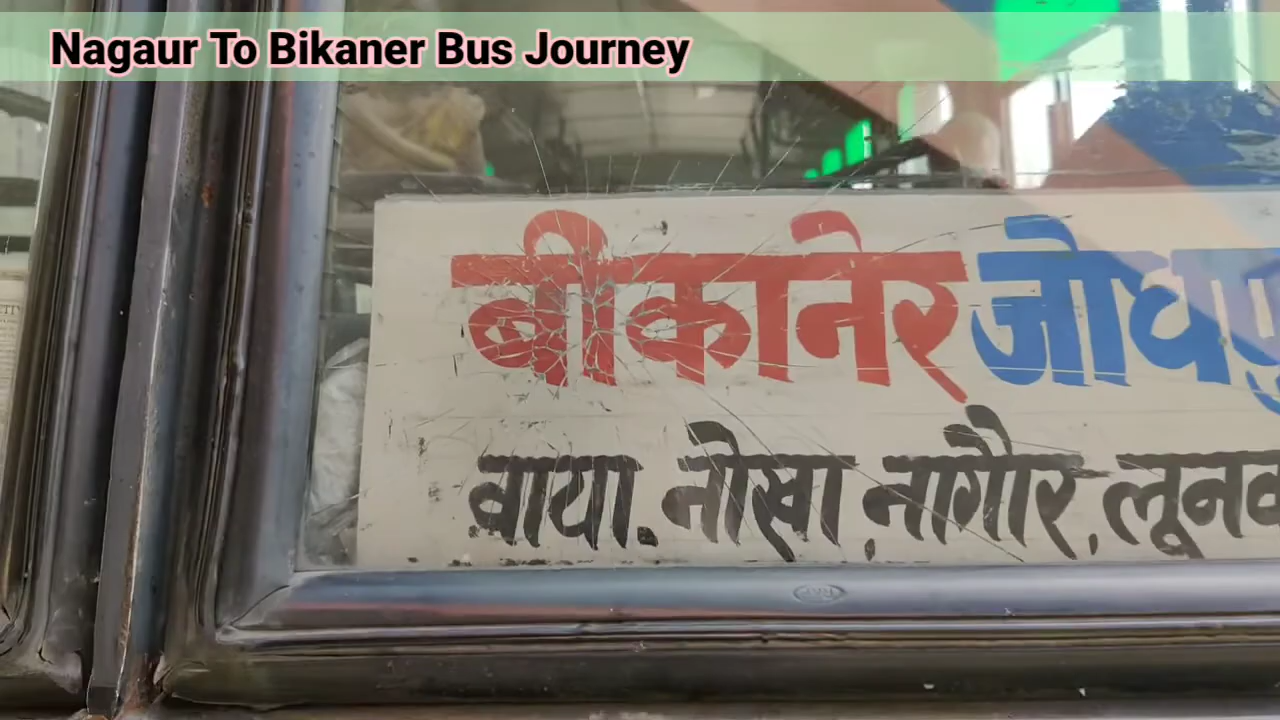 Nagaur To Bikaner Bus Journey
बीकानेर
वाया. नोखा, नागौर,